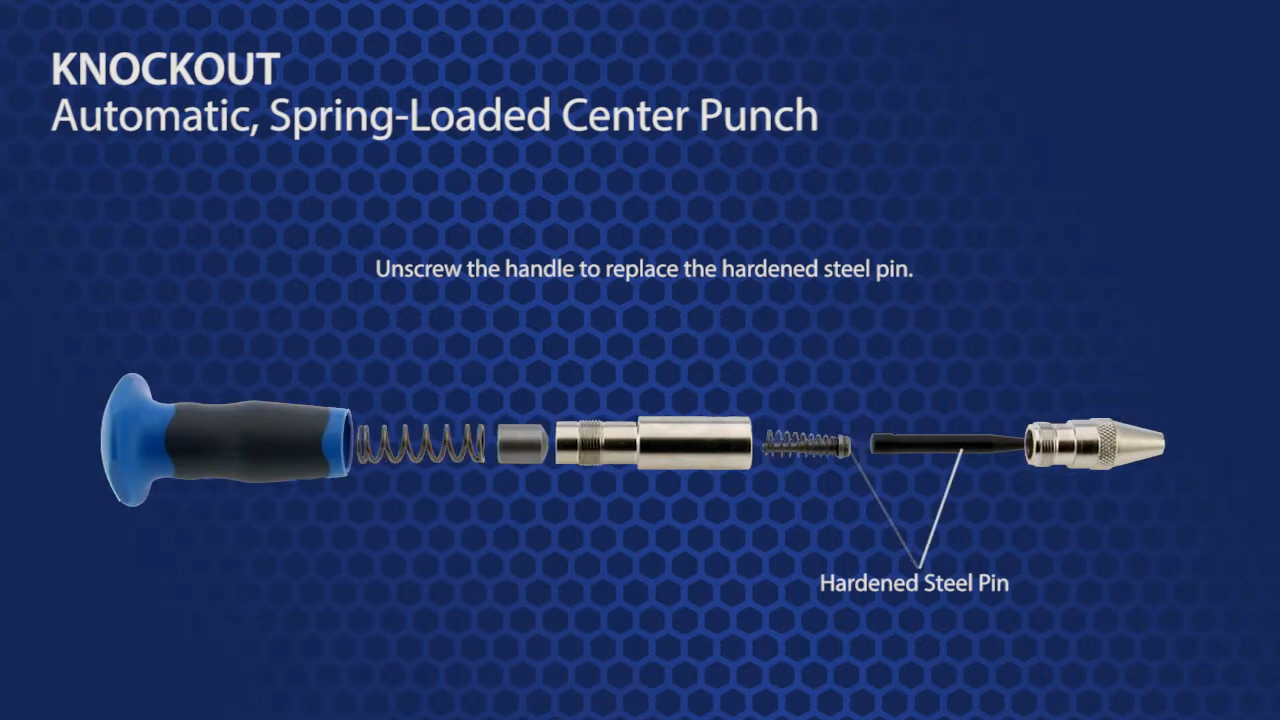 KNOCKOUT
Automatic, Spring-Loaded Center Punch
Unscrew the handle to replace the hardened steel pin.
Hardened Steel Pin